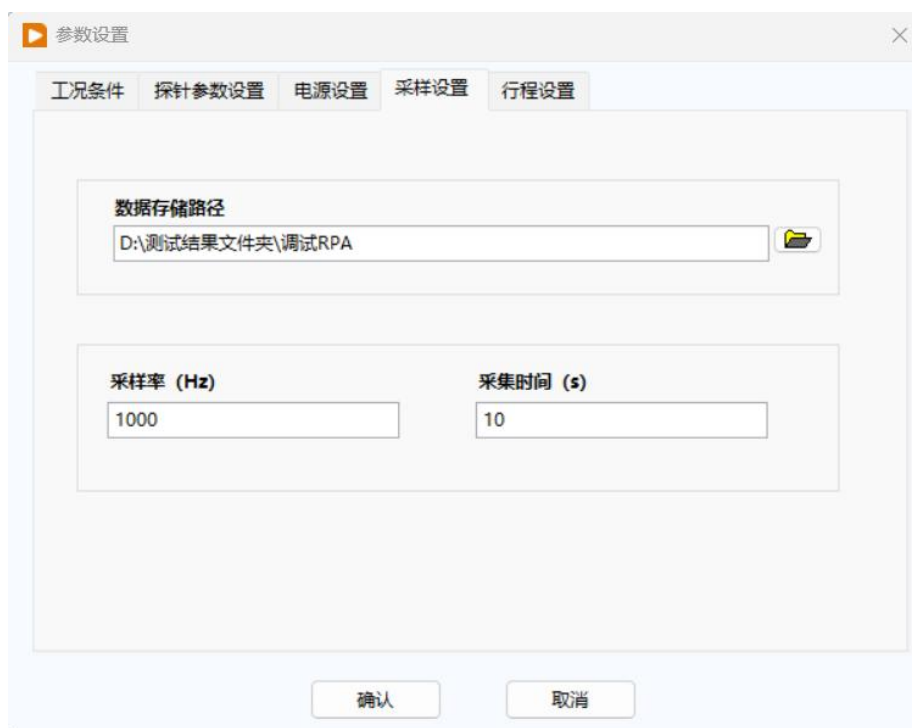 参数设置
工况条件 探针参数设置 电源设置 采样设置 行程设置
数据存储路径
D:\测试结果文件夹\调试RPA
采样率 (Hz) 采集时间 (s)
1000 10
确认 取消